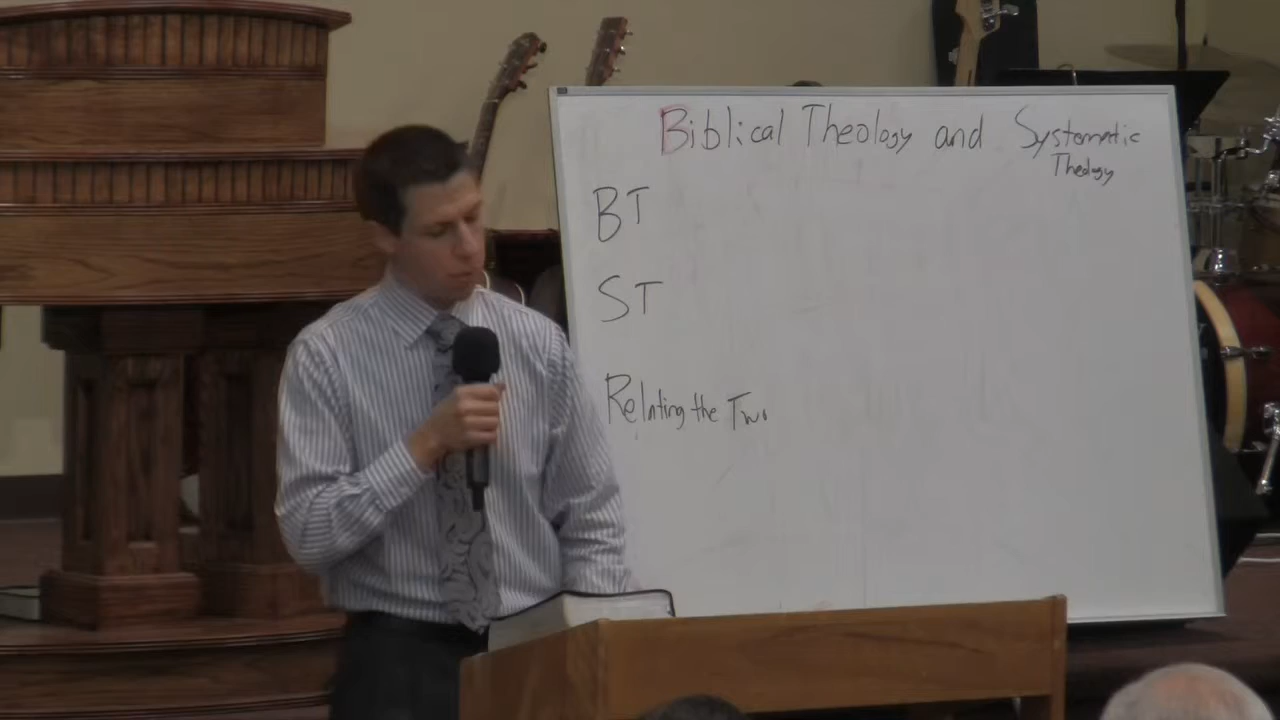 Biblical Theology and Systematic
Theology
BT
ST
Relating the Two